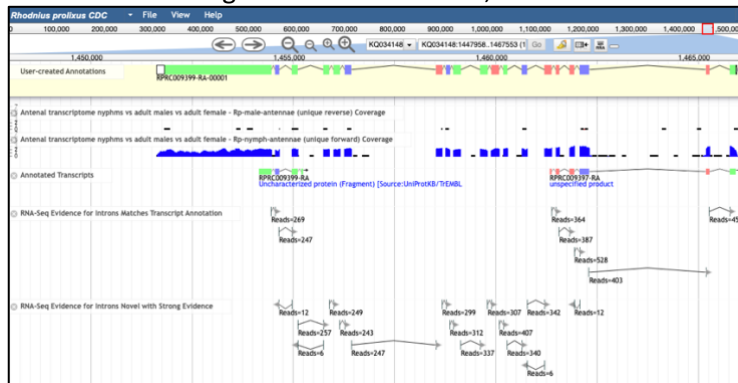 Rhodnius prolixus CDC File View Help
0 100,000 200,000 300,000 400,000 500,000 600,000 700,000 800,000 900,000 1,000,000 1,100,000 1,200,000 1,300,000 1,400,000 1,500,000
KQ034148 KQ034148:1447958..1467553 Go
1,450,000 1,455,000 1,460,000 1,465,000
User-created Annotations
RPRC009399-RA-00001
Antenal transcriptome nyphms vs adult males vs adult female - Rp-male-antennae (unique reverse) Coverage
Antenal transcriptome nyphms vs adult males vs adult female - Rp-nymph-antennae (unique forward) Coverage
Annotated Transcripts
RPRC009399-RA RPRC009397-RA
Uncharacterized protein (Fragment) [Source:UniProtKB/TrEMBL unspecified product
RNA-Seq Evidence for Introns Matches Transcript Annotation
Reads=269 Reads=364 Reads=45
Reads=247 Reads=387
Reads=528
Reads=403
RNA-Seq Evidence for Introns Novel with Strong Evidence
Reads=12 Reads=249 Reads=299 Reads=307 Reads=342 Reads=12
Reads=257 Reads=243 Reads=312 Reads=407
Reads=6 Reads=247 Reads=337 Reads=340
Reads=6